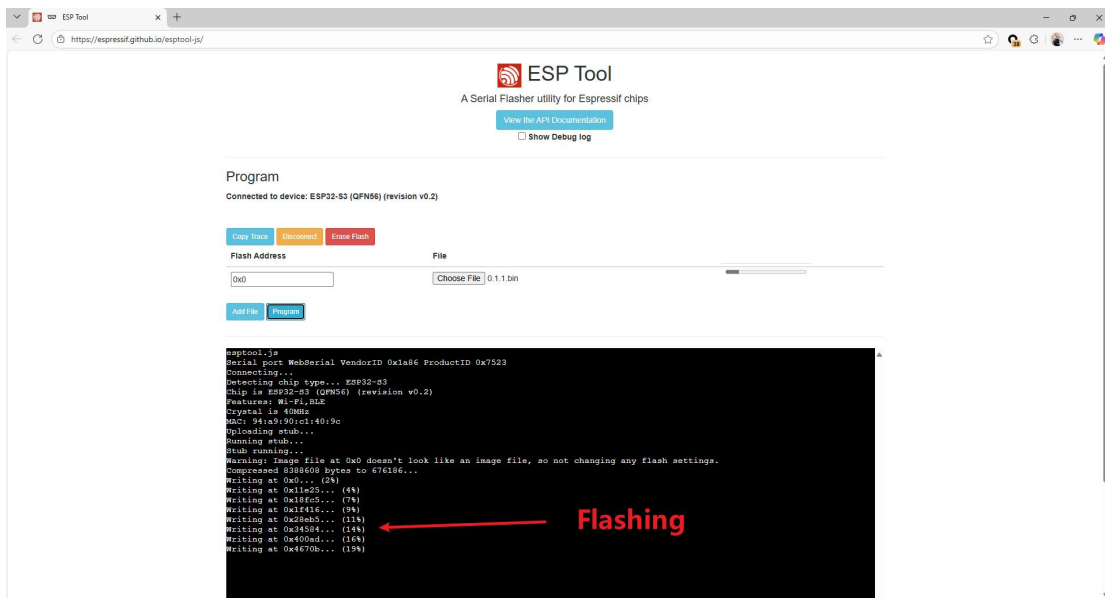 ESP Tool
https://espressif.github.io/esptool-js/
38
ESP Tool
A Serial Flasher utility for Espressif chips
View the API Documentation
Show Debug log
Program
Connected to device: ESP32-S3 (QFN56) (revision v0.2)
Copy Trace Disconnect Erase Flash
Flash Address File
0x0 Choose File 0.1.1.bin
Add File Program
esptool.js
Serial port WebSerial VendorID 0x1a86 ProductID 0x7523
Connecting...
Detecting chip type... ESP32-S3
Chip is ESP32-S3 (QFN56) (revision v0.2)
Features: Wi-Fi,BLE
Crystal is 40MHz
MAC: 94:a9:90:c1:40:9c
Uploading stub...
Running stub...
Stub running...
Warning: Image file at 0x0 doesn't look like an image file, so not changing any flash settings.
Compressed 8388608 bytes to 676186...
Writing at 0x0... (2%)
Writing at 0x11e25... (4%)
Writing at 0x18fc5... (7%)
Writing at 0x1f416... (9%)
Writing at 0x28eb5... (11%)
Writing at 0x34584... (14%)
Writing at 0x400ad... (16%)
Writing at 0x4670b... (19%)
Flashing